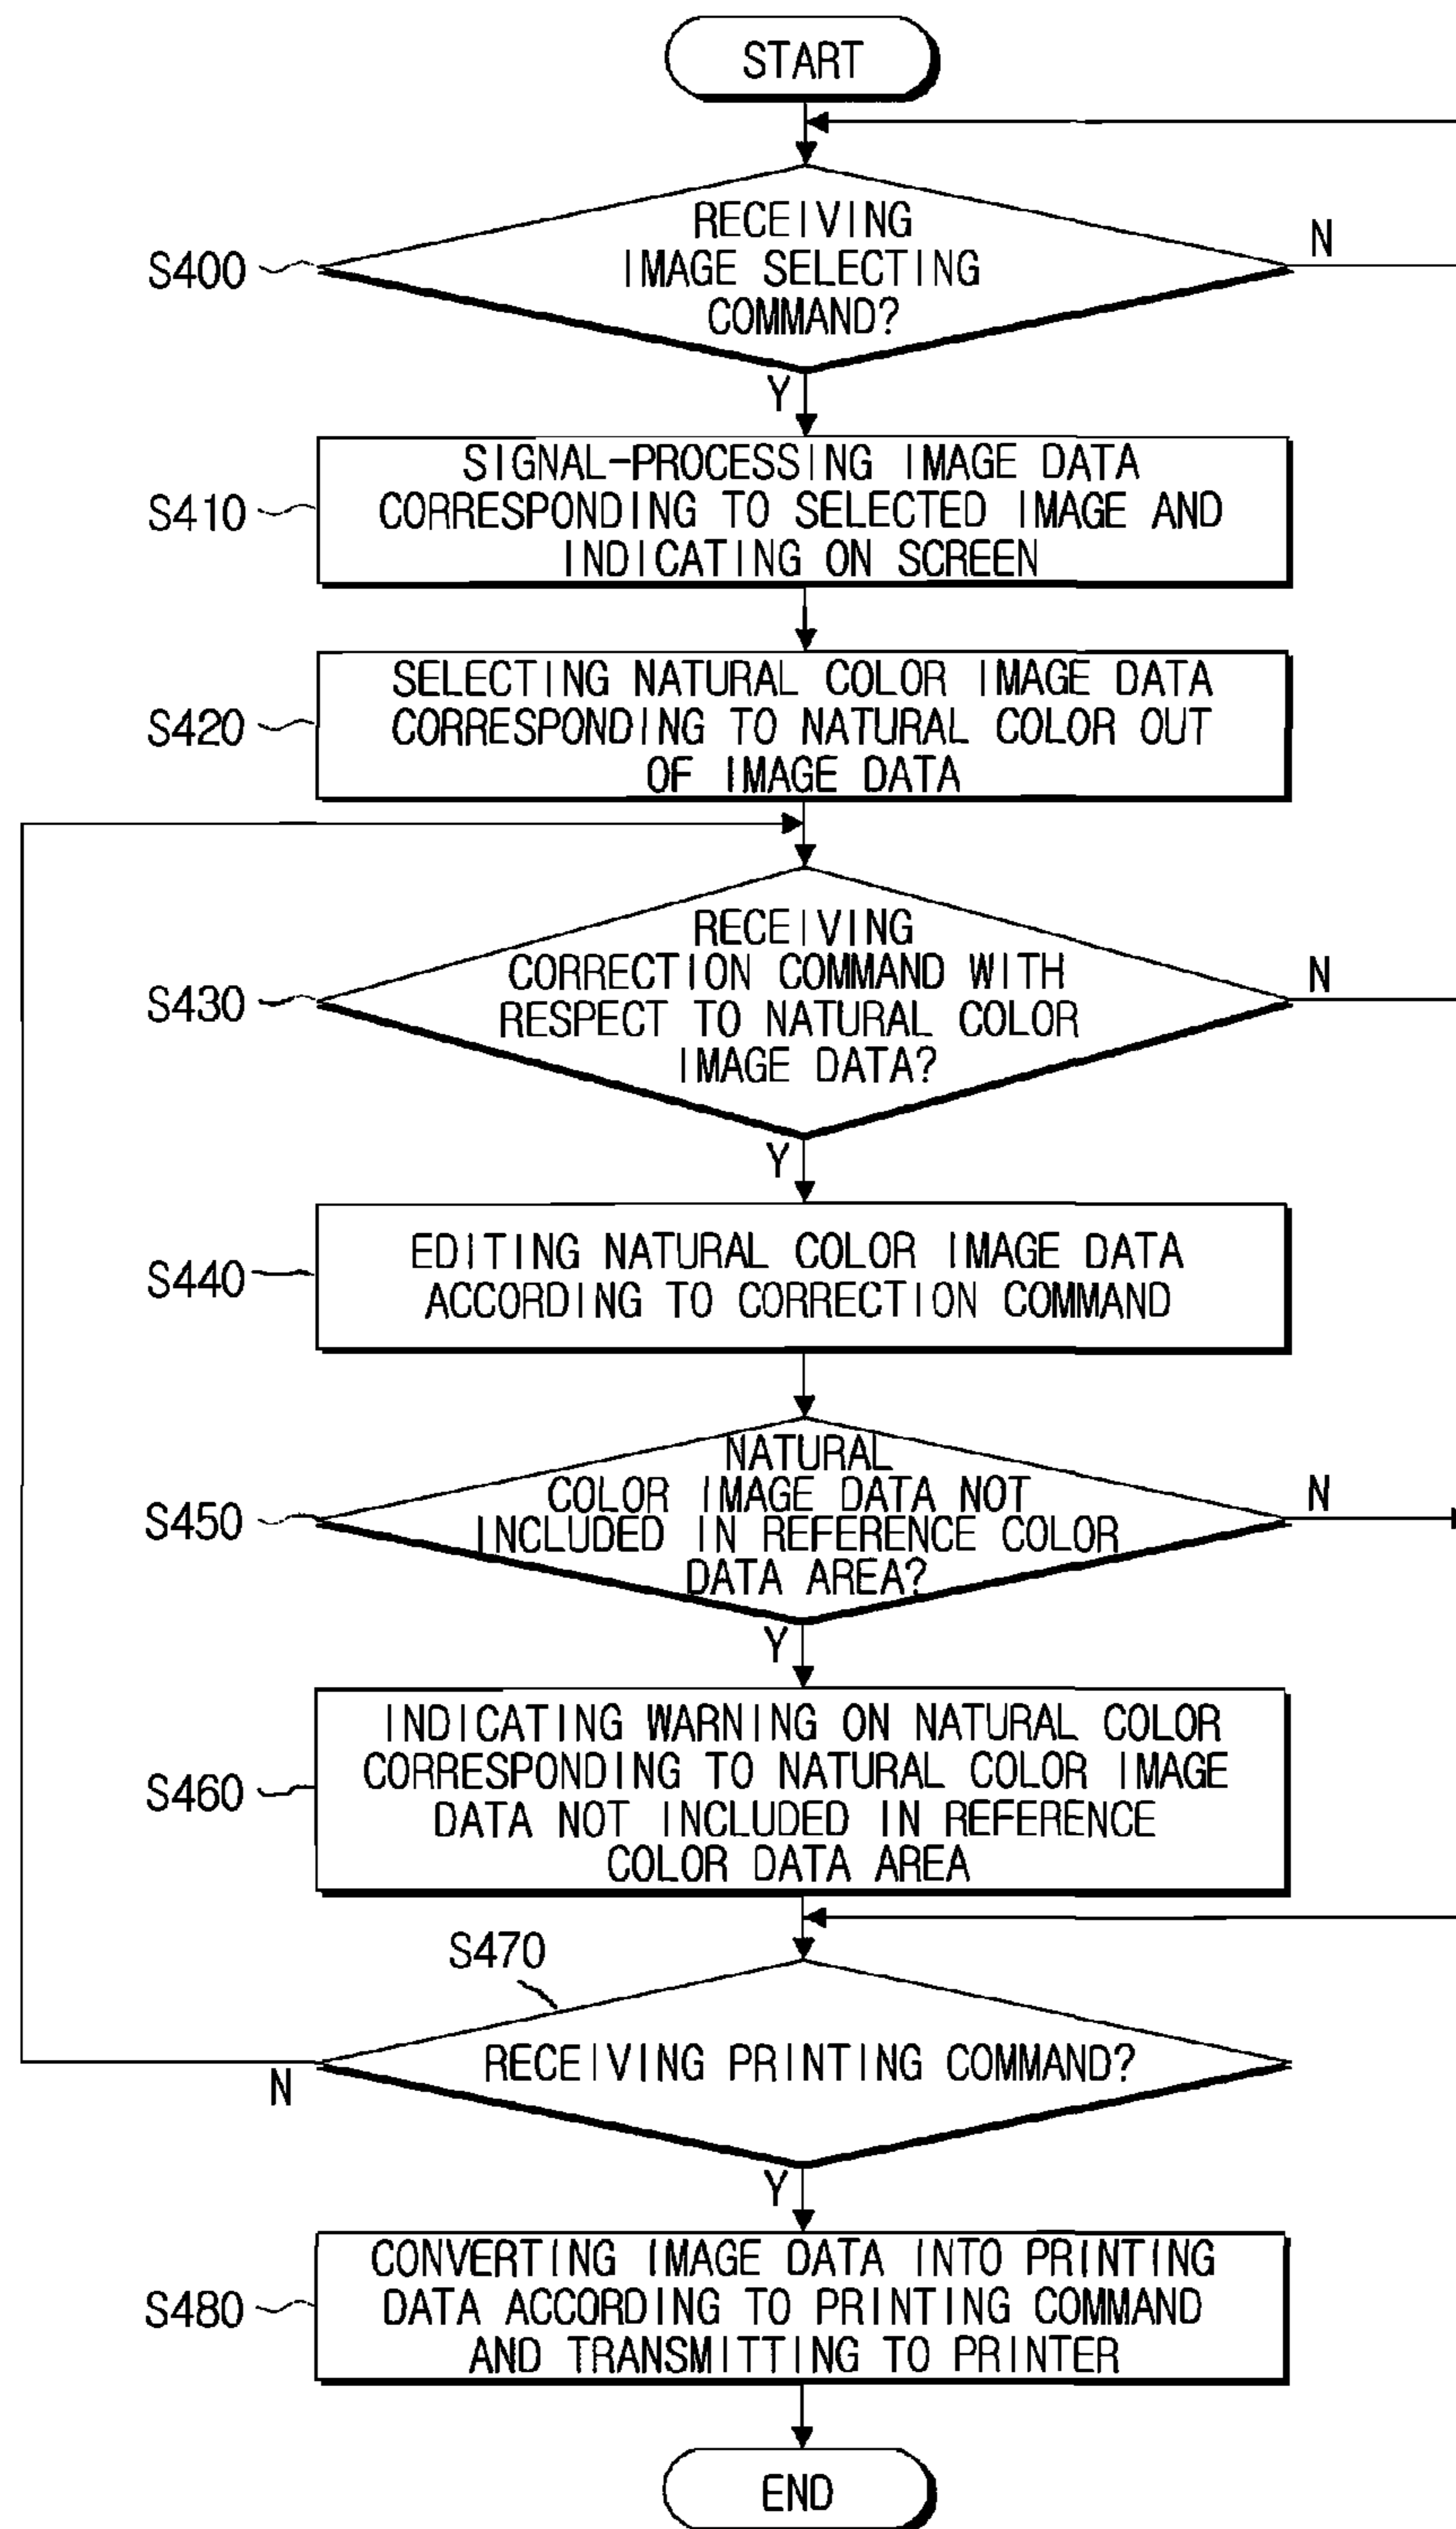 START
RECEIVING
IMAGE SELECTING
COMMAND?
S400
N
Y
SIGNAL-PROCESSING IMAGE DATA
CORRESPONDING TO SELECTED IMAGE AND
INDICATING ON SCREEN
S410
SELECTING NATURAL COLOR IMAGE DATA
CORRESPONDING TO NATURAL COLOR OUT
OF IMAGE DATA
S420
RECEIVING
CORRECTION COMMAND WITH
RESPECT TO NATURAL COLOR
IMAGE DATA?
S430
N
Y
EDITING NATURAL COLOR IMAGE DATA
ACCORDING TO CORRECTION COMMAND
S440
NATURAL
COLOR IMAGE DATA NOT
INCLUDED IN REFERENCE COLOR
DATA AREA?
S450
N
Y
INDICATING WARNING ON NATURAL COLOR
CORRESPONDING TO NATURAL COLOR IMAGE
DATA NOT INCLUDED IN REFERENCE
COLOR DATA AREA
S460
S470
RECEIVING PRINTING COMMAND?
N
Y
CONVERTING IMAGE DATA INTO PRINTING
DATA ACCORDING TO PRINTING COMMAND
AND TRANSMITTING TO PRINTER
S480
END